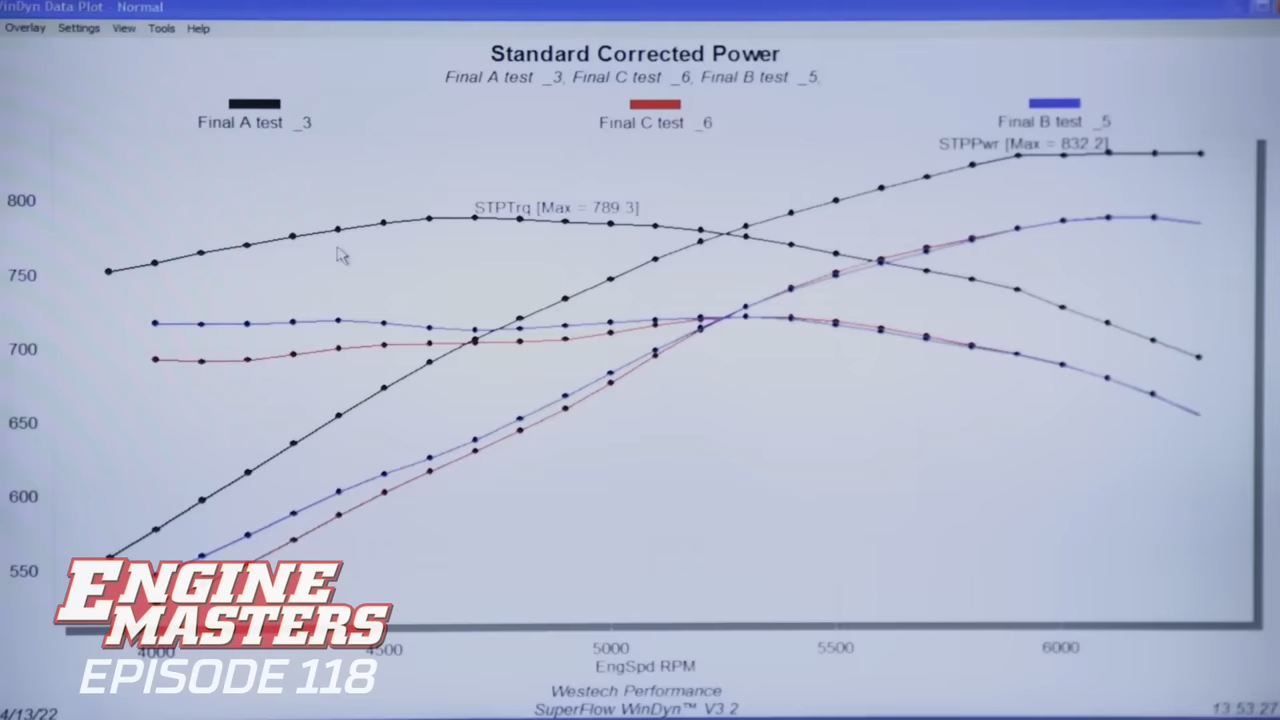 WinDyn Data Plot - Normal
Overlay Settings View Tools Help
Standard Corrected Power
Final A test _3, Final C test _6, Final B test _5,
Final A test _3
Final C test _6
Final B test _5
STPPwr [Max = 832.2]
STPTrq [Max = 789.3]
800
750
700
650
600
550
4000 4500 5000 5500 6000
EngSpd RPM
Westech Performance
SuperFlow WinDyn™ V3.2
4/13/22
13:53:27
ENGINE
MASTERS
EPISODE 118